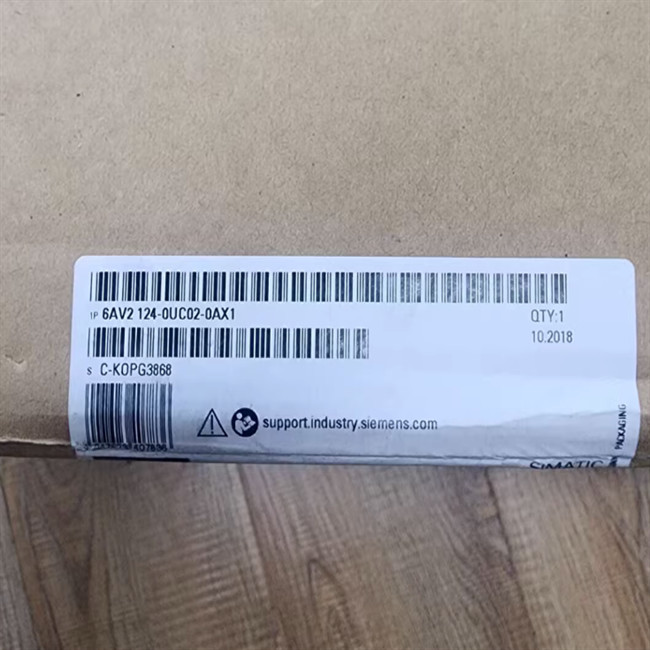 1P 6AV2 124-0UC02-0AX1
QTY:1
10.2018
S C-KOPG3868
support.industry.siemens.com
PACKAGING
SIMATIC